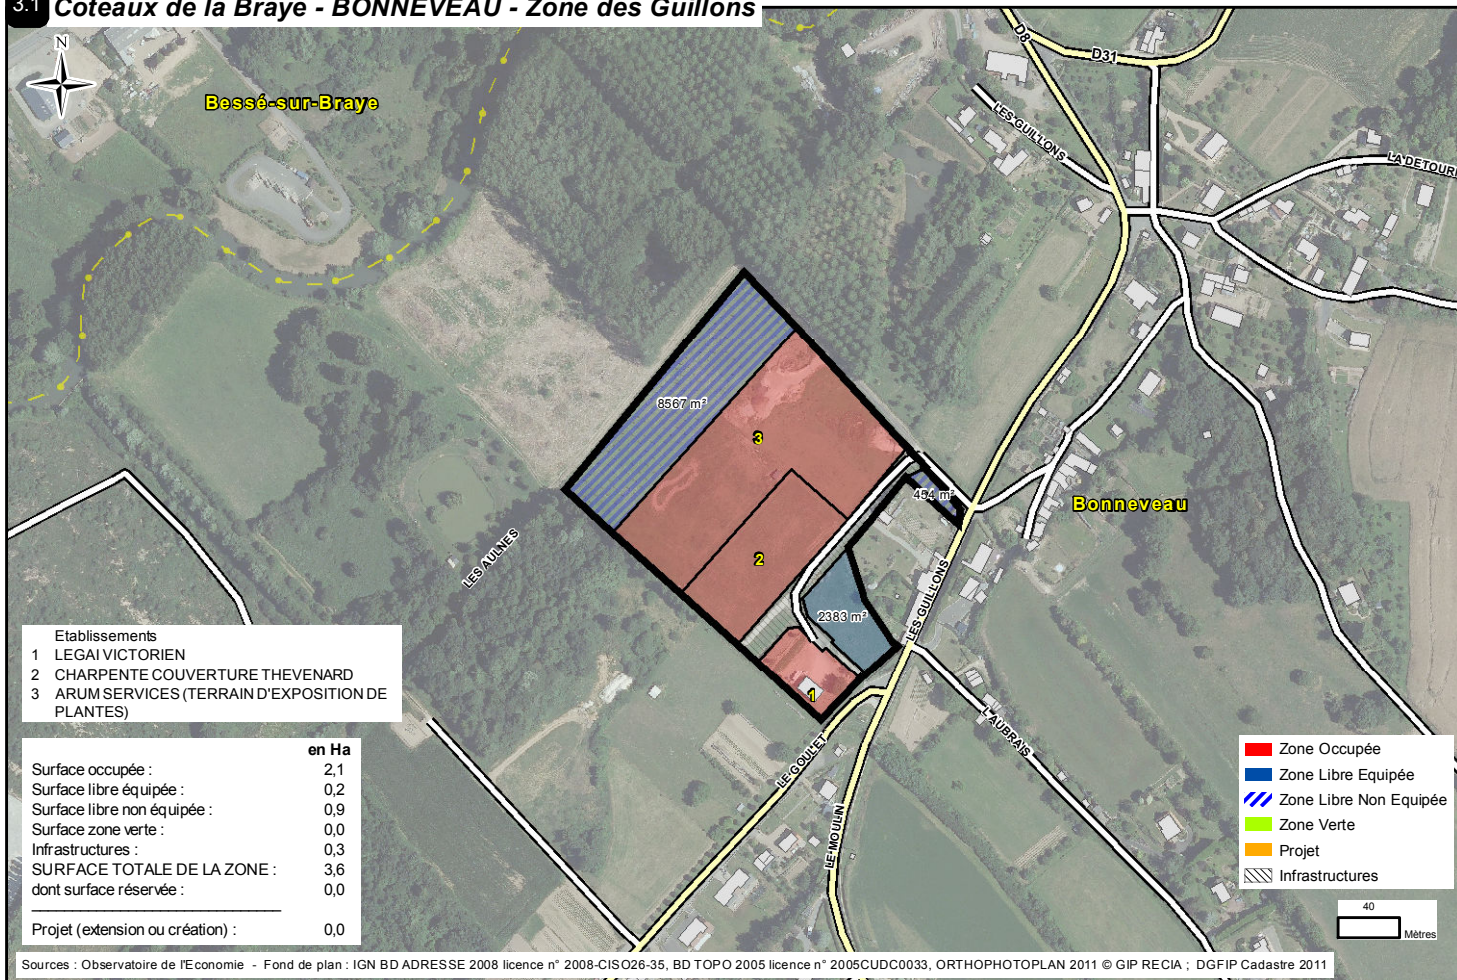 3.1 Coteaux de la Braye - BONNEVEAU - Zone des Guillons
N
Bessé-sur-Braye
D8
D31
LES GUILLONS
LA DETOUR
8567 m²
3
454 m²
Bonneveau
2
LES AULNES
2383 m²
LES GUILLONS
1
L'AUBRAIS
LE GOULET
LE MOULIN
Etablissements
1 LEGAI VICTORIEN
2 CHARPENTE COUVERTURE THEVENARD
3 ARUM SERVICES (TERRAIN D'EXPOSITION DE
PLANTES)
en Ha
Surface occupée : 2,1
Surface libre équipée : 0,2
Surface libre non équipée : 0,9
Surface zone verte : 0,0
Infrastructures : 0,3
SURFACE TOTALE DE LA ZONE : 3,6
dont surface réservée : 0,0
Projet (extension ou création) : 0,0
Zone Occupée
Zone Libre Equipée
Zone Libre Non Equipée
Zone Verte
Projet
Infrastructures
40
Mètres
Sources : Observatoire de l'Economie - Fond de plan : IGN BD ADRESSE 2008 licence n° 2008-CISO26-35, BD TOPO 2005 licence n° 2005CUDC0033, ORTHOPHOTOPLAN 2011 © GIP RECIA ; DGFIP Cadastre 2011